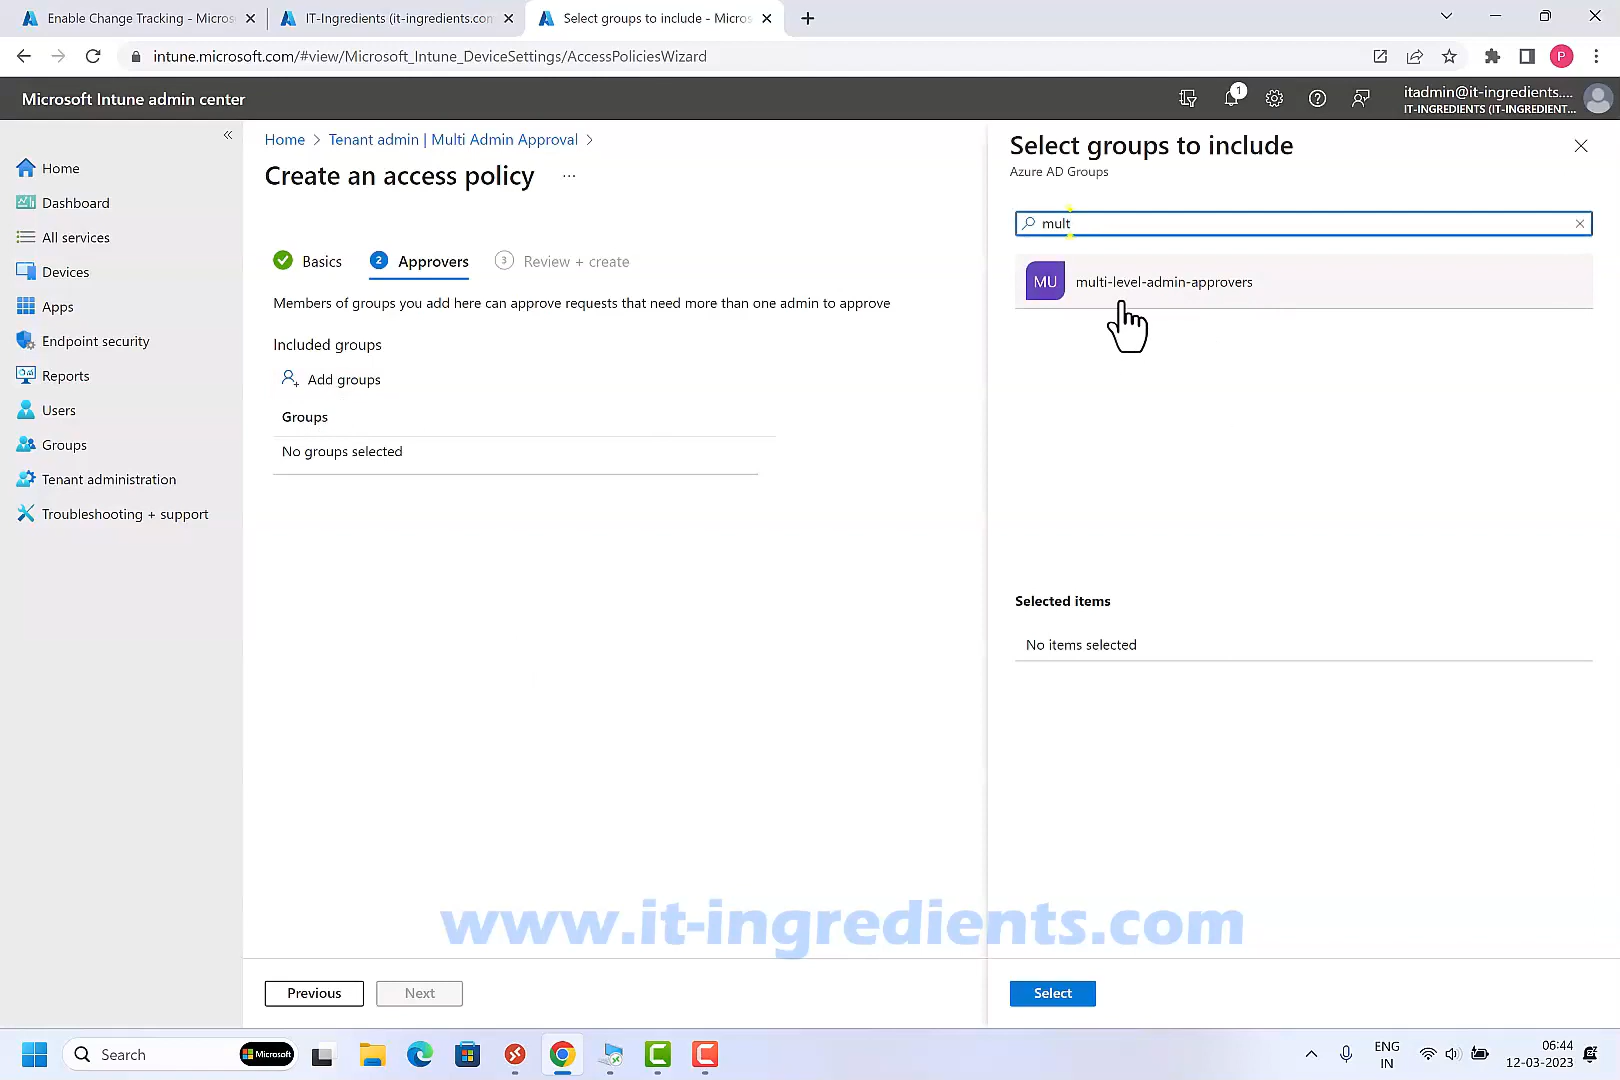 Enable Change Tracking - Micros
IT-Ingredients (it-ingredients.con
Select groups to include - Micros
intune.microsoft.com/#view/Microsoft_Intune_DeviceSettings/AccessPoliciesWizard
P
Microsoft Intune admin center
1
itadmin@it-ingredients....
IT-INGREDIENTS (IT-INGREDIENT...
«
Home
Dashboard
All services
Devices
Apps
Endpoint security
Reports
Users
Groups
Tenant administration
Troubleshooting + support
Home > Tenant admin | Multi Admin Approval >
Create an access policy ...
Basics
2 Approvers
3 Review + create
Members of groups you add here can approve requests that need more than one admin to approve
Included groups
Add groups
Groups
No groups selected
Previous
Next
Select groups to include
Azure AD Groups
mult
MU multi-level-admin-approvers
Selected items
No items selected
Select
www.it-ingredients.com
Search
Microsoft
ENG
IN
06:44
12-03-2023